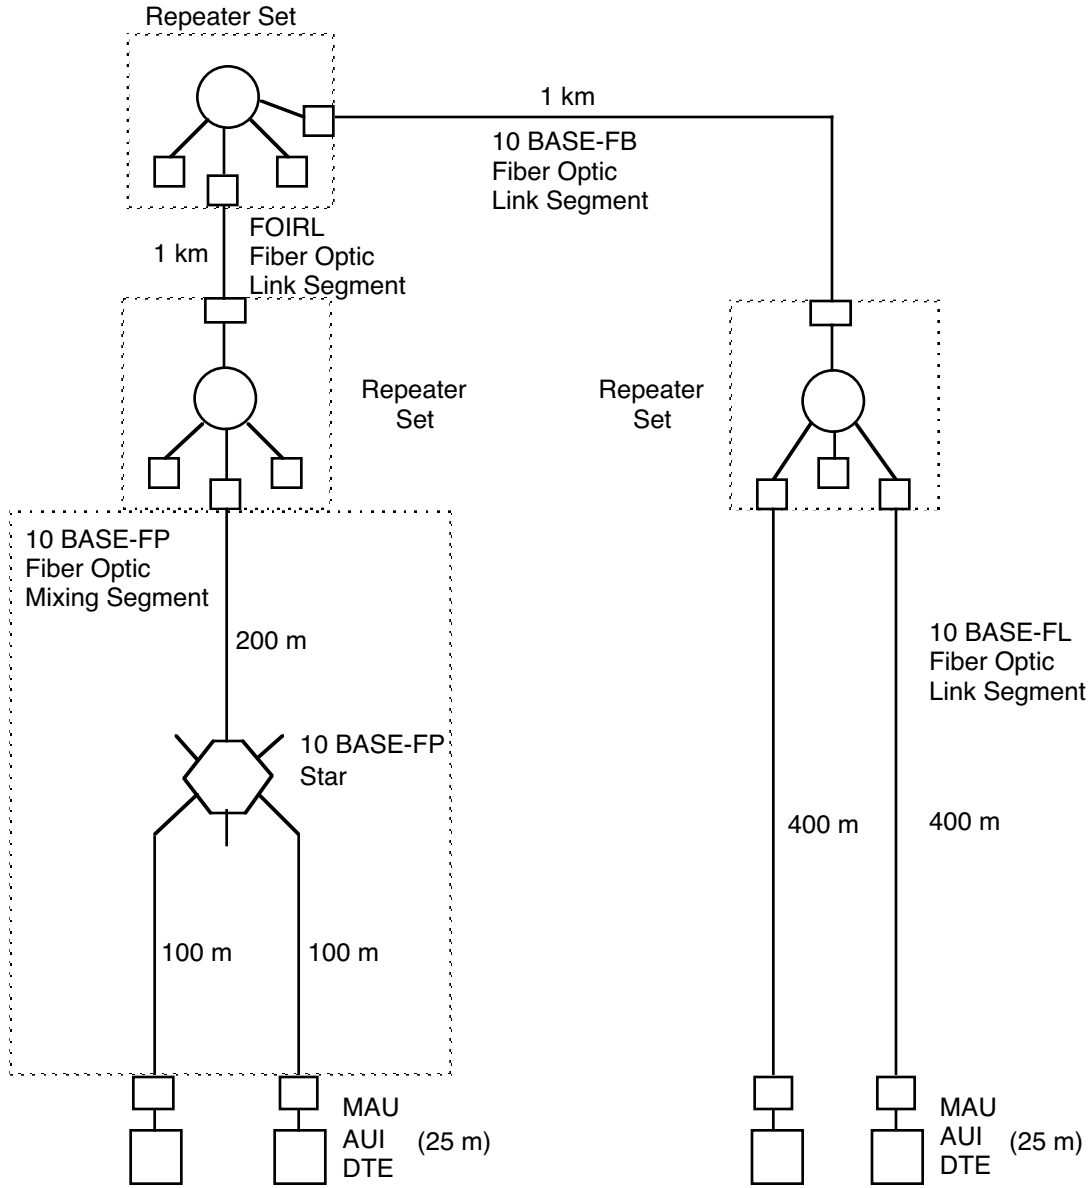 Repeater Set
1 km
10 BASE-FB
Fiber Optic
Link Segment
FOIRL
Fiber Optic
Link Segment
1 km
Repeater
Set
Repeater
Set
10 BASE-FP
Fiber Optic
Mixing Segment
200 m
10 BASE-FL
Fiber Optic
Link Segment
10 BASE-FP
Star
400 m
400 m
100 m
100 m
MAU
AUI (25 m)
DTE
MAU
AUI (25 m)
DTE